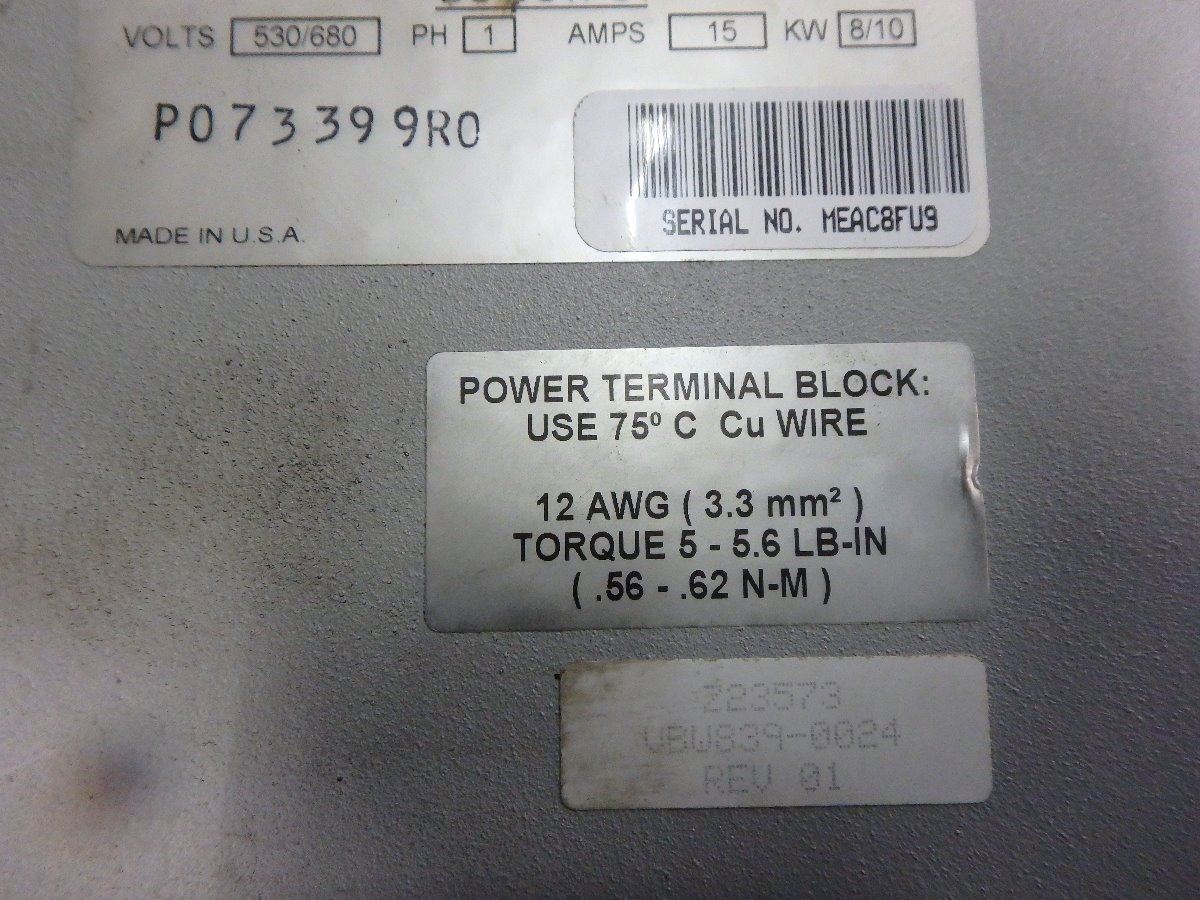 VOLTS 530/680 PH 1 AMPS 15 KW 8/10
P073399R0
SERIAL NO. MEAC8FU9
MADE IN U.S.A.
POWER TERMINAL BLOCK:
USE 75º C Cu WIRE
12 AWG ( 3.3 mm² )
TORQUE 5 - 5.6 LB-IN
( .56 - .62 N-M )
Z23573
VBW839-0024
REV 01